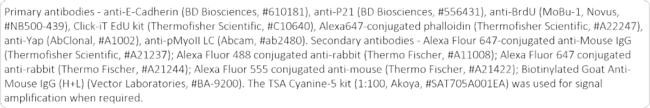 Primary antibodies - anti-E-Cadherin (BD Biosciences, #610181), anti-P21 (BD Biosciences, #556431), anti-BrdU (MoBu-1, Novus,
#NB500-439), Click-iT EdU kit (Thermofisher Scientific, #C10640), Alexa647-conjugated phalloidin (Thermofisher Scientific, #A22247),
anti-Yap (AbClonal, #A1002), anti-pMyoII LC (Abcam, #ab2480). Secondary antibodies - Alexa Flour 647-conjugated anti-Mouse IgG
(Thermofisher Scientific, #A21237); Alexa Fluor 488 conjugated anti-rabbit (Thermo Fischer, #A11008); Alexa Fluor 647 conjugated
anti-rabbit (Thermo Fischer, #A21244); Alexa Fluor 555 conjugated anti-mouse (Thermo Fischer, #A21422); Biotinylated Goat Anti-
Mouse IgG (H+L) (Vector Laboratories, #BA-9200). The TSA Cyanine-5 kit (1:100, Akoya, #SAT705A001EA) was used for signal
amplification when required.